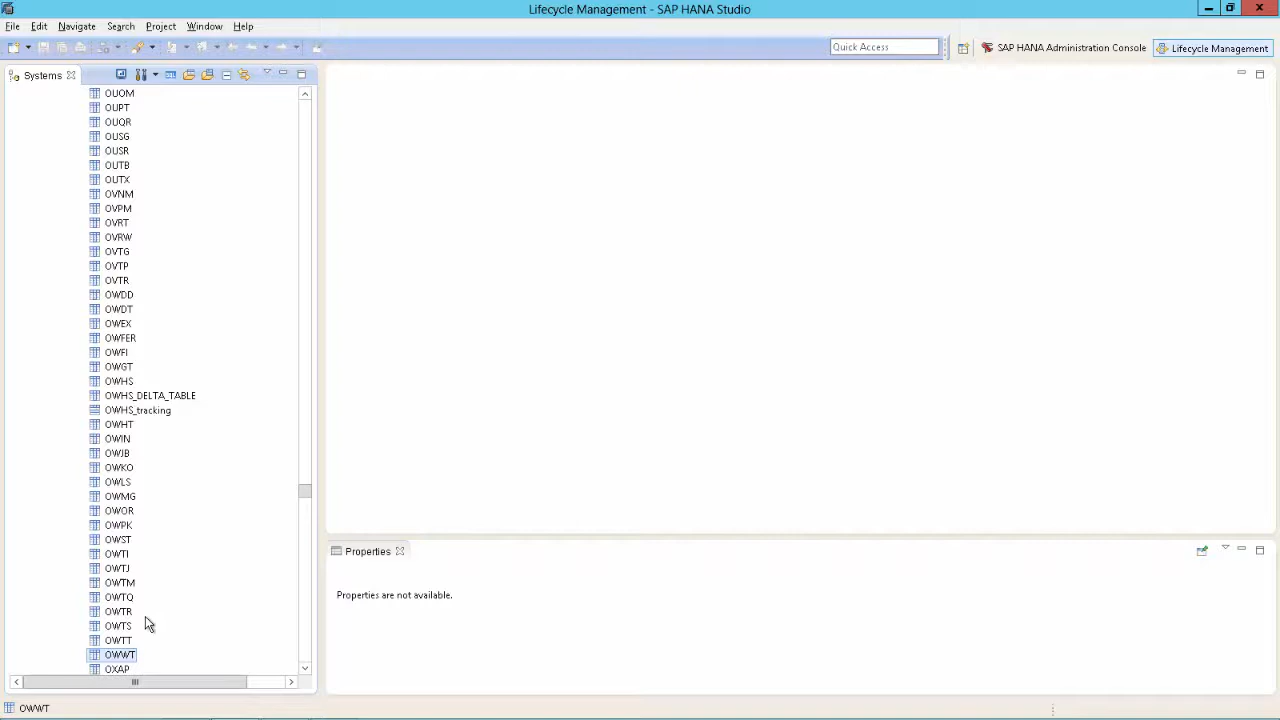 Lifecycle Management - SAP HANA Studio
File Edit Navigate Search Project Window Help
Quick Access
SAP HANA Administration Console
Lifecycle Management
Systems
OUOM
OUPT
OUQR
OUSG
OUSR
OUTB
OUTX
OVNM
OVPM
OVRT
OVRW
OVTG
OVTP
OVTR
OWDD
OWDT
OWEX
OWFER
OWFI
OWGT
OWHS
OWHS_DELTA_TABLE
OWHS_tracking
OWHT
OWIN
OWJB
OWKO
OWLS
OWMG
OWOR
OWPK
OWST
OWTI
OWTJ
OWTM
OWTQ
OWTR
OWTS
OWTT
OWWT
OXAP
Properties
Properties are not available.
OWWT